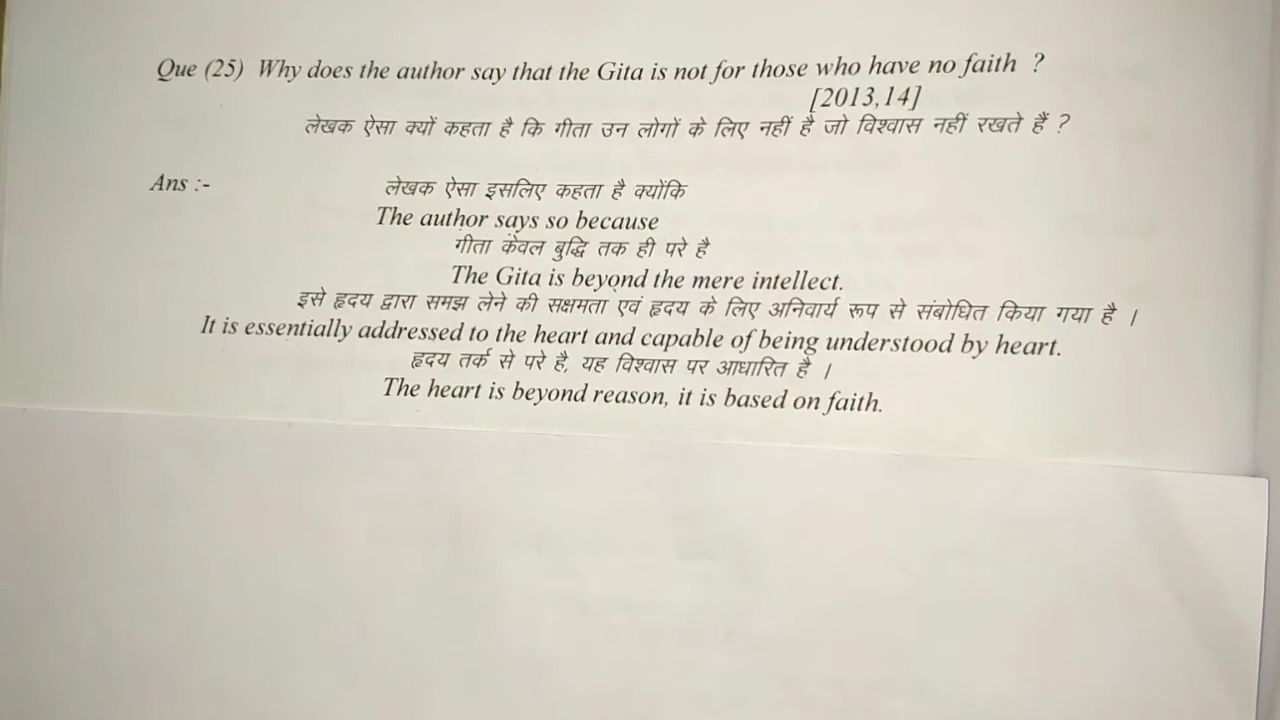 Que (25) Why does the author say that the Gita is not for those who have no faith ?
[2013,14]
लेखक ऐसा क्यों कहता है कि गीता उन लोगों के लिए नहीं है जो विश्वास नहीं रखते हैं ?
Ans :-
लेखक ऐसा इसलिए कहता है क्योंकि
The author says so because
गीता केवल बुद्धि तक ही परे है
The Gita is beyond the mere intellect.
इसे हृदय द्वारा समझ लेने की सक्षमता एवं हृदय के लिए अनिवार्य रूप से संबोधित किया गया है ।
It is essentially addressed to the heart and capable of being understood by heart.
हृदय तर्क से परे है, यह विश्वास पर आधारित है ।
The heart is beyond reason, it is based on faith.